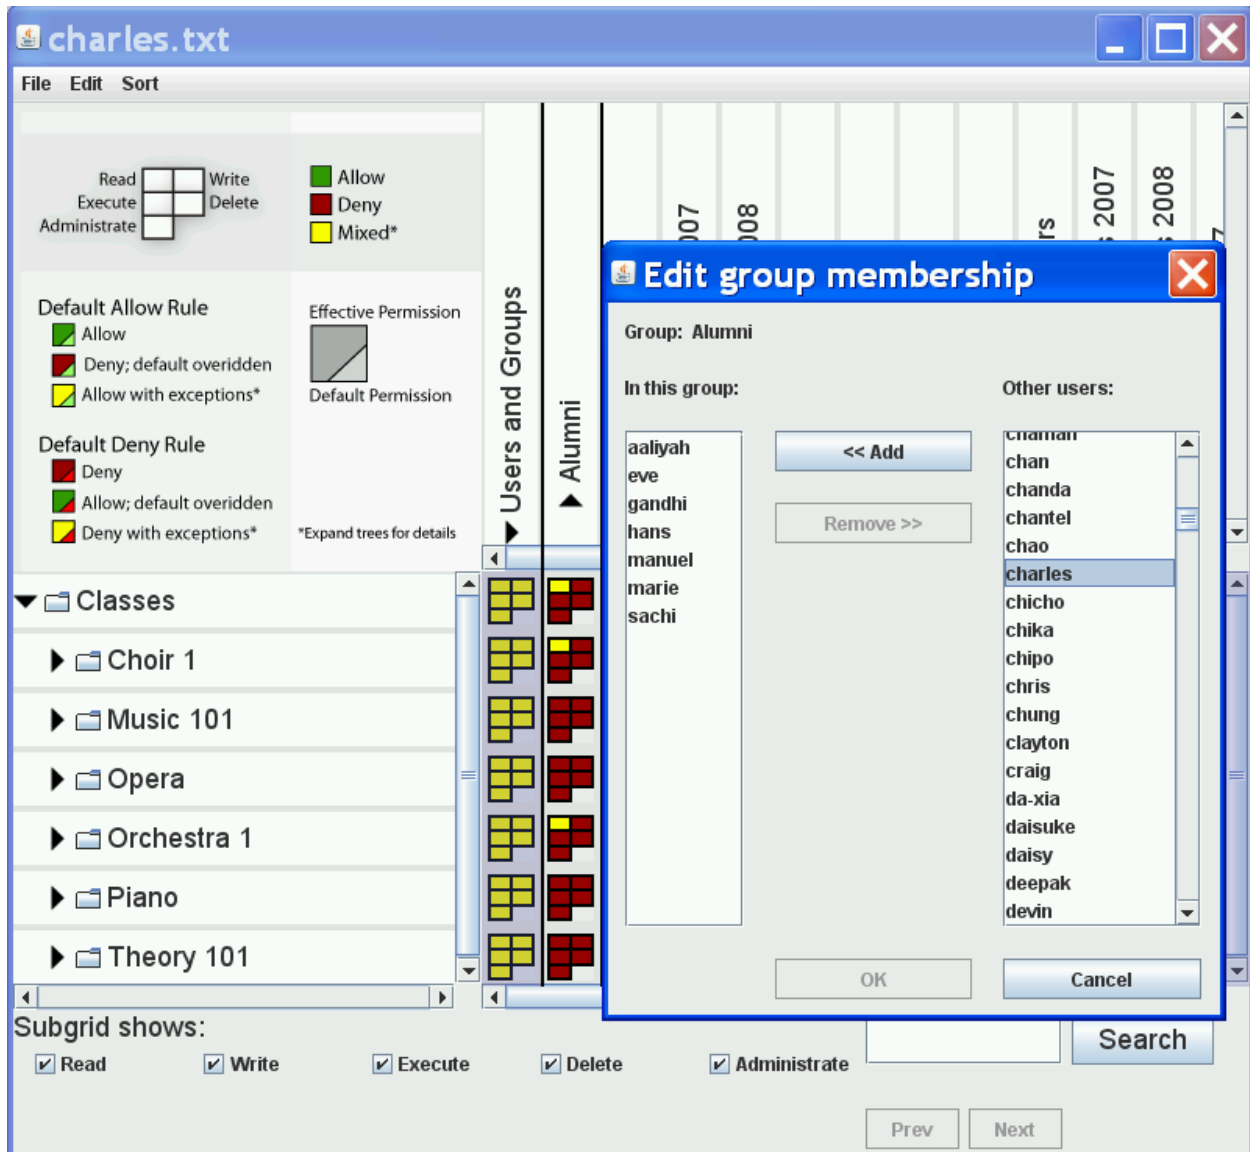 charles.txt
File Edit Sort
Read Write
Execute Delete
Administrate
Allow
Deny
Mixed*
Default Allow Rule
Allow
Deny; default overidden
Allow with exceptions*
Default Deny Rule
Deny
Allow; default overidden
Deny with exceptions*
Effective Permission
Default Permission
*Expand trees for details
Users and Groups
Alumni
2007
2008
Edit group membership
Group: Alumni
In this group:
aaliyah
eve
gandhi
hans
manuel
marie
sachi
<< Add
Remove >>
Other users:
chaman
chan
chanda
chantel
chao
charles
chicho
chika
chipo
chris
chung
clayton
craig
da-xia
daisuke
daisy
deepak
devin
OK
Cancel
Classes
Choir 1
Music 101
Opera
Orchestra 1
Piano
Theory 101
Subgrid shows:
Read Write Execute Delete Administrate
Search
Prev Next